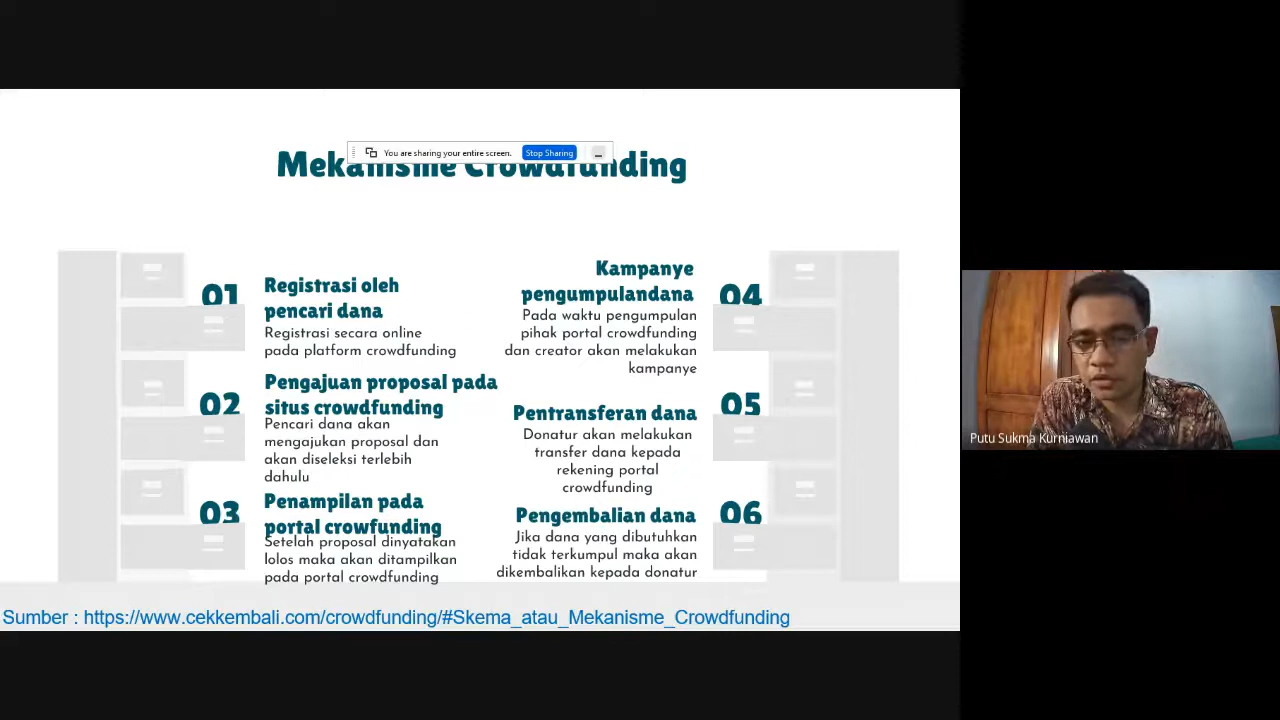 You are sharing your entire screen.
Stop Sharing
Mekanisme Crowdfunding
01
Registrasi oleh
pencari dana
Registrasi secara online
pada platform crowdfunding
02
Pengajuan proposal pada
situs crowdfunding
Pencari dana akan
mengajukan proposal dan
akan diseleksi terlebih
dahulu
03
Penampilan pada
portal crowfunding
Setelah proposal dinyatakan
lolos maka akan ditampilkan
pada portal crowdfunding
Kampanye
pengumpulandana
04
Pada waktu pengumpulan
pihak portal crowdfunding
dan creator akan melakukan
kampanye
Pentransferan dana
05
Donatur akan melakukan
transfer dana kepada
rekening portal
crowdfunding
Pengembalian dana
06
Jika dana yang dibutuhkan
tidak terkumpul maka akan
dikembalikan kepada donatur
Sumber : https://www.cekkembali.com/crowdfunding/#Skema_atau_Mekanisme_Crowdfunding
Putu Sukma Kurniawan